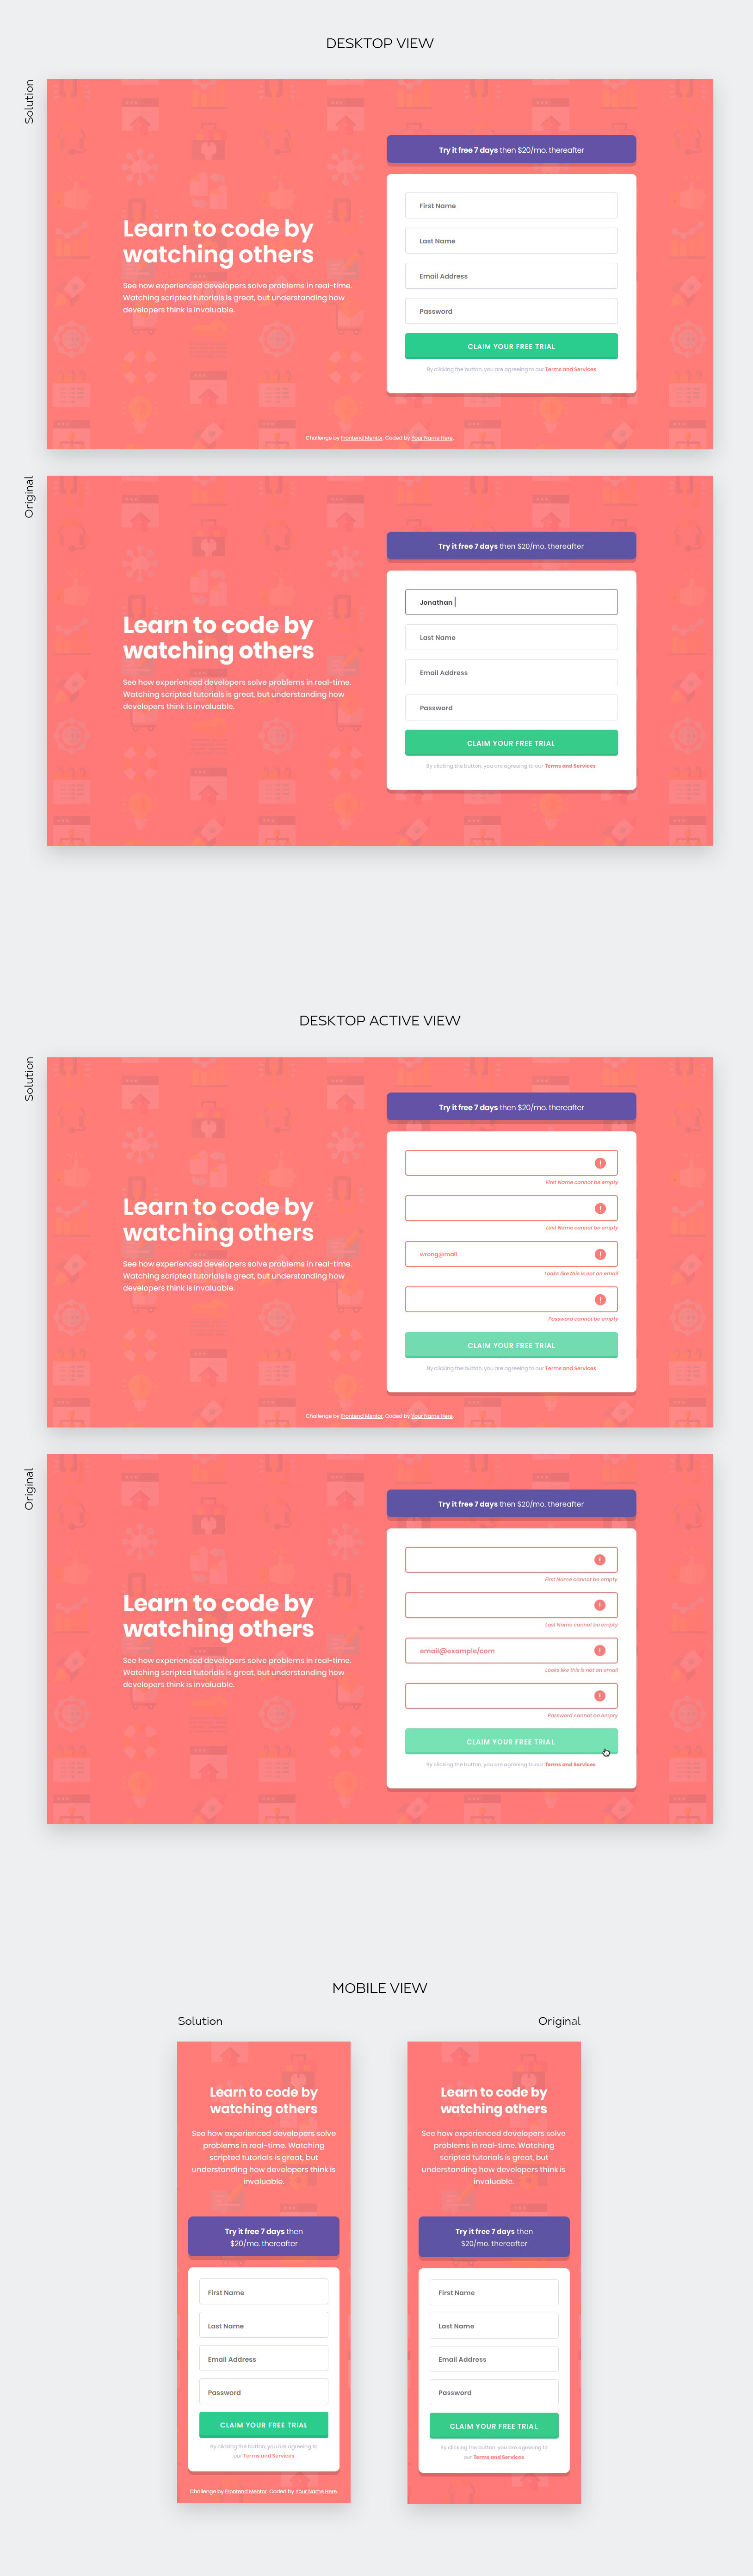 DESKTOP VIEW
Solution
Try it free 7 days then $20/mo. thereafter
Learn to code by
watching others
See how experienced developers solve problems in real-time.
Watching scripted tutorials is great, but understanding how
developers think is invaluable.
First Name
Last Name
Email Address
Password
CLAIM YOUR FREE TRIAL
By clicking the button, you are agreeing to our Terms and Services
Challenge by Frontend Mentor. Coded by Your Name Here.
Original
Try it free 7 days then $20/mo. thereafter
Learn to code by
watching others
See how experienced developers solve problems in real-time.
Watching scripted tutorials is great, but understanding how
developers think is invaluable.
Jonathan
Last Name
Email Address
Password
CLAIM YOUR FREE TRIAL
By clicking the button, you are agreeing to our Terms and Services
DESKTOP ACTIVE VIEW
Solution
Try it free 7 days then $20/mo. thereafter
Learn to code by
watching others
See how experienced developers solve problems in real-time.
Watching scripted tutorials is great, but understanding how
developers think is invaluable.
First Name cannot be empty
Last Name cannot be empty
wrong@mail
Looks like this is not an email
Password cannot be empty
CLAIM YOUR FREE TRIAL
By clicking the button, you are agreeing to our Terms and Services
Challenge by Frontend Mentor. Coded by Your Name Here.
Original
Try it free 7 days then $20/mo. thereafter
Learn to code by
watching others
See how experienced developers solve problems in real-time.
Watching scripted tutorials is great, but understanding how
developers think is invaluable.
First Name cannot be empty
Last Name cannot be empty
email@example/com
Looks like this is not an email
Password cannot be empty
CLAIM YOUR FREE TRIAL
By clicking the button, you are agreeing to our Terms and Services
MOBILE VIEW
Solution
Learn to code by
watching others
See how experienced developers solve
problems in real-time. Watching
scripted tutorials is great, but
understanding how developers think is
invaluable.
Try it free 7 days then
$20/mo. thereafter
First Name
Last Name
Email Address
Password
CLAIM YOUR FREE TRIAL
By clicking the button, you are agreeing to
our Terms and Services
Challenge by Frontend Mentor. Coded by Your Name Here.
Original
Learn to code by
watching others
See how experienced developers solve
problems in real-time. Watching
scripted tutorials is great, but
understanding how developers think is
invaluable.
Try it free 7 days then
$20/mo. thereafter
First Name
Last Name
Email Address
Password
CLAIM YOUR FREE TRIAL
By clicking the button, you are agreeing to
our Terms and Services